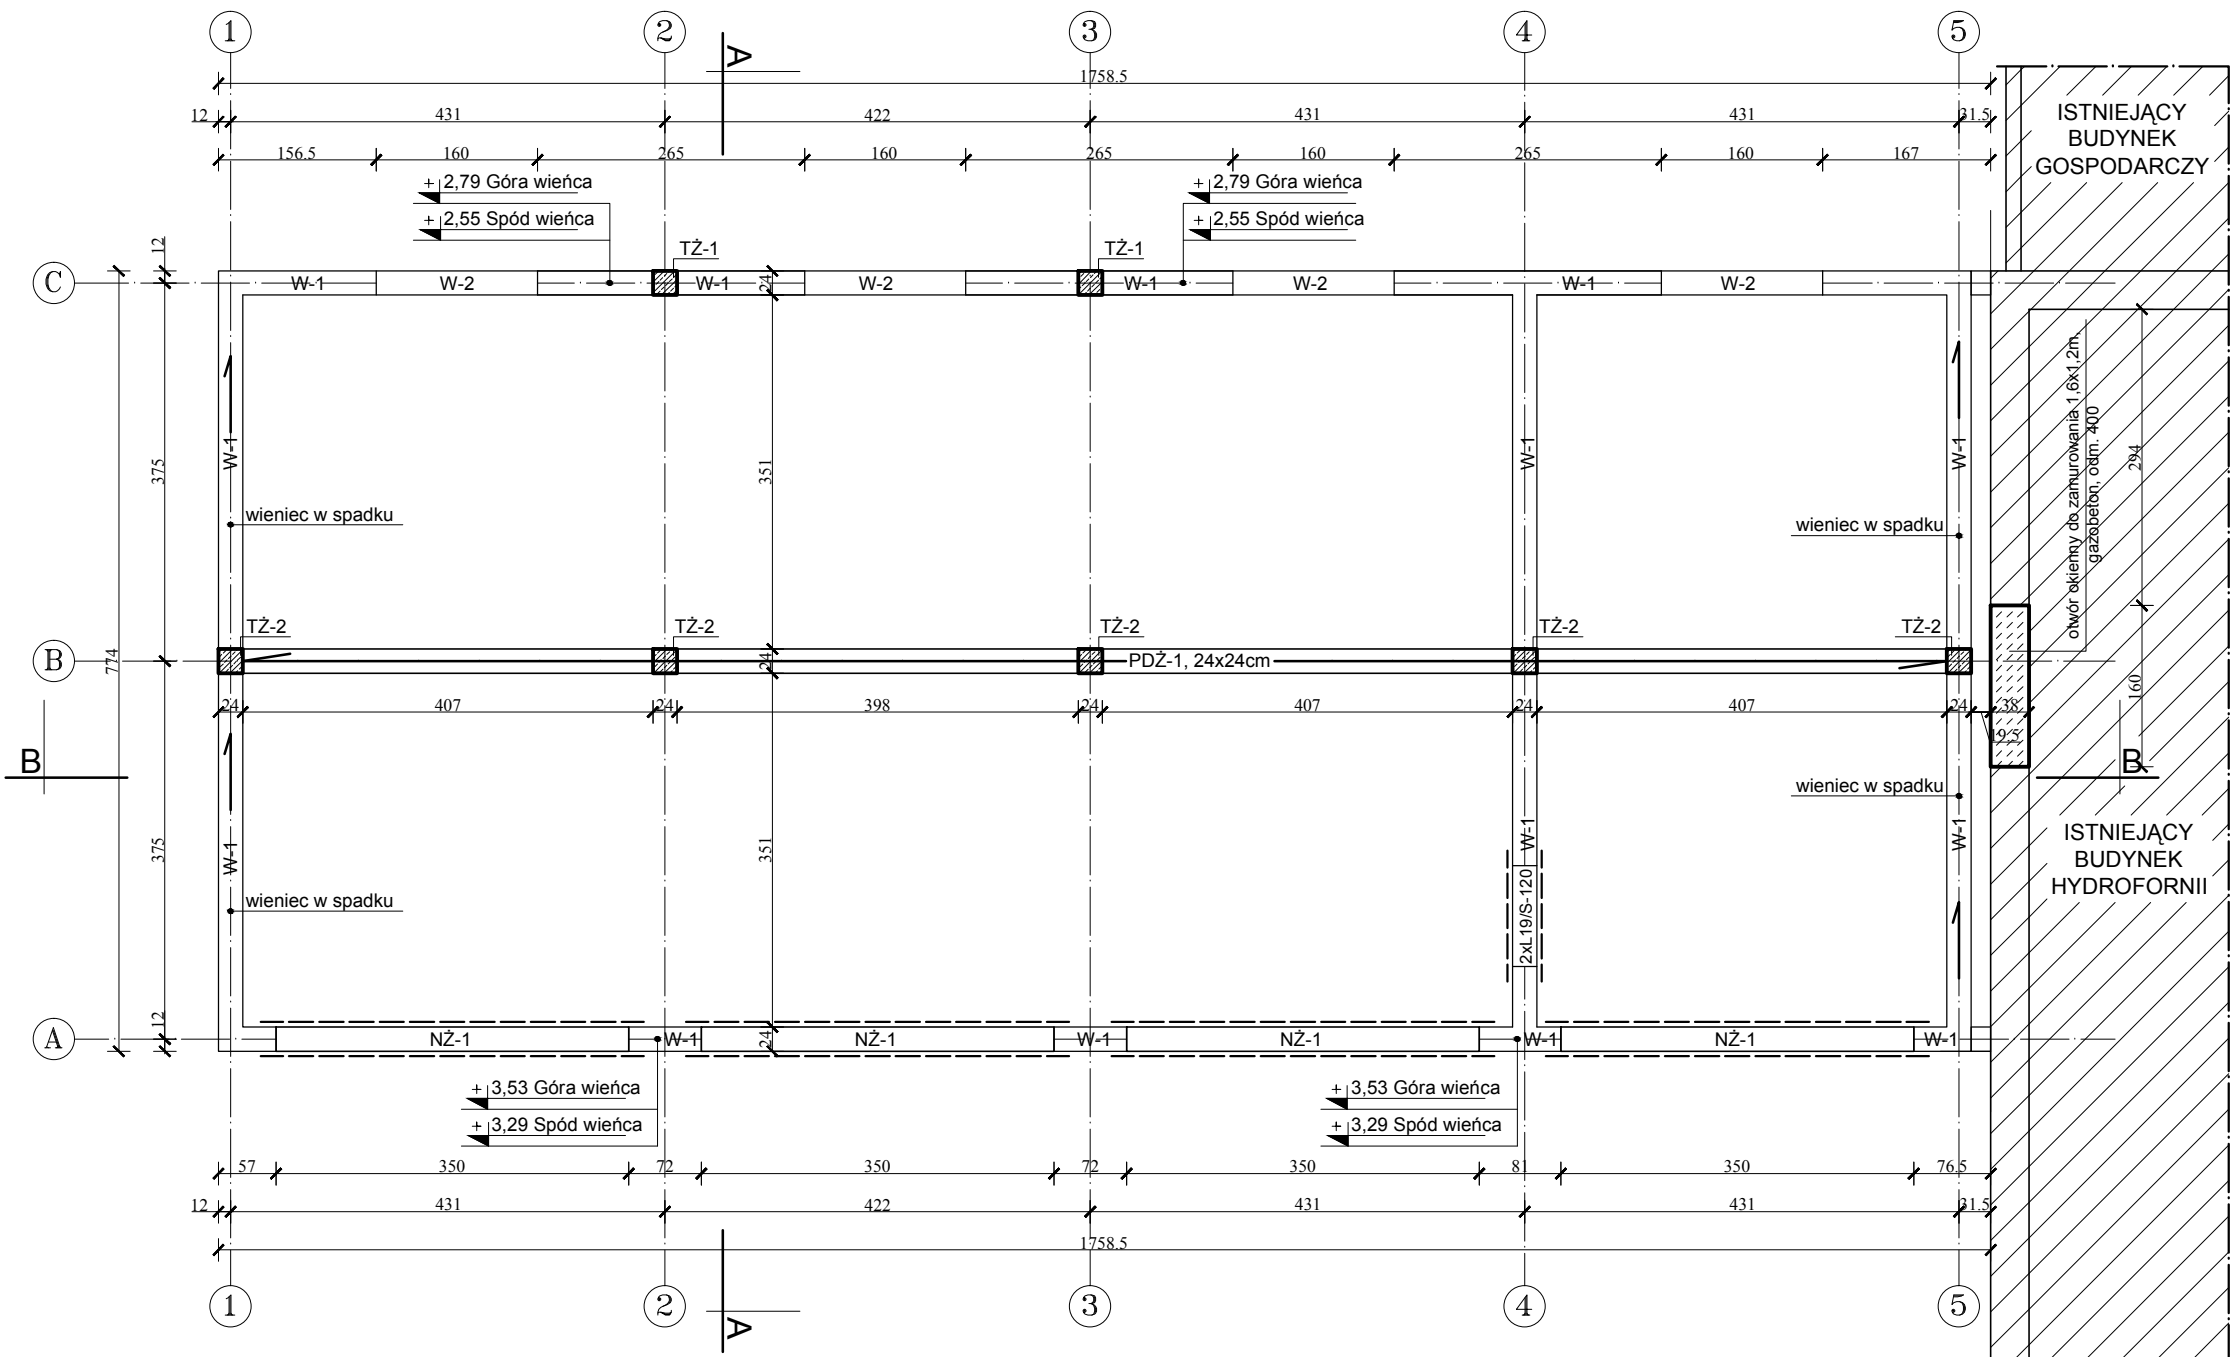 1 2 3 4 5
A
1758.5
12 431 422 431 431 31.5
156.5 160 265 160 265 160 265 160 167
ISTNIEJĄCY
BUDYNEK
GOSPODARCZY
+ 2,79 Góra wieńca
+ 2,55 Spód wieńca
+ 2,79 Góra wieńca
+ 2,55 Spód wieńca
12
TŻ-1 TŻ-1
C W-1 W-2 W-1 W-2 W-1 W-2 W-1 W-2
24
375
351
W-1 W-1 W-1
294
otwór okienny do zamurowania 1,6x1,2m,
gazobeton, odm. 400
wieniec w spadku
wieniec w spadku
TŻ-2 TŻ-2 TŻ-2 TŻ-2 TŻ-2
B 774 24 PDŻ-1, 24x24cm
160
24 407 24 398 24 407 24 407 24 38
19.5
B B
wieniec w spadku
375
351
W-1 W-1 W-1
ISTNIEJĄCY
BUDYNEK
HYDROFORNII
wieniec w spadku
2xL19/S-120
12
24
A NŻ-1 W-1 NŻ-1 W-1 NŻ-1 W-1 NŻ-1 W-1
+ 3,53 Góra wieńca
+ 3,29 Spód wieńca
+ 3,53 Góra wieńca
+ 3,29 Spód wieńca
57 350 72 350 72 350 81 350 76.5
12 431 422 431 431 31.5
1758.5
1 2 3 4 5
A